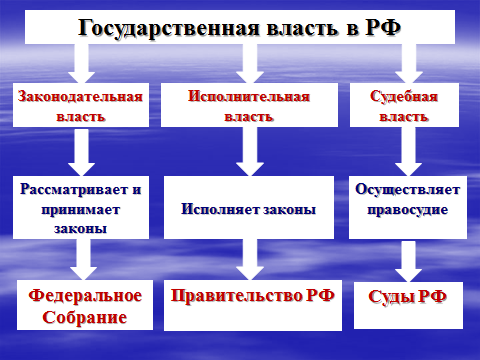 Государственная власть в РФ
Законодательная
власть
Исполнительная
власть
Судебная
власть
Рассматривает и
принимает
законы
Исполняет законы
Осуществляет
правосудие
Федеральное
Собрание
Правительство РФ
Суды РФ